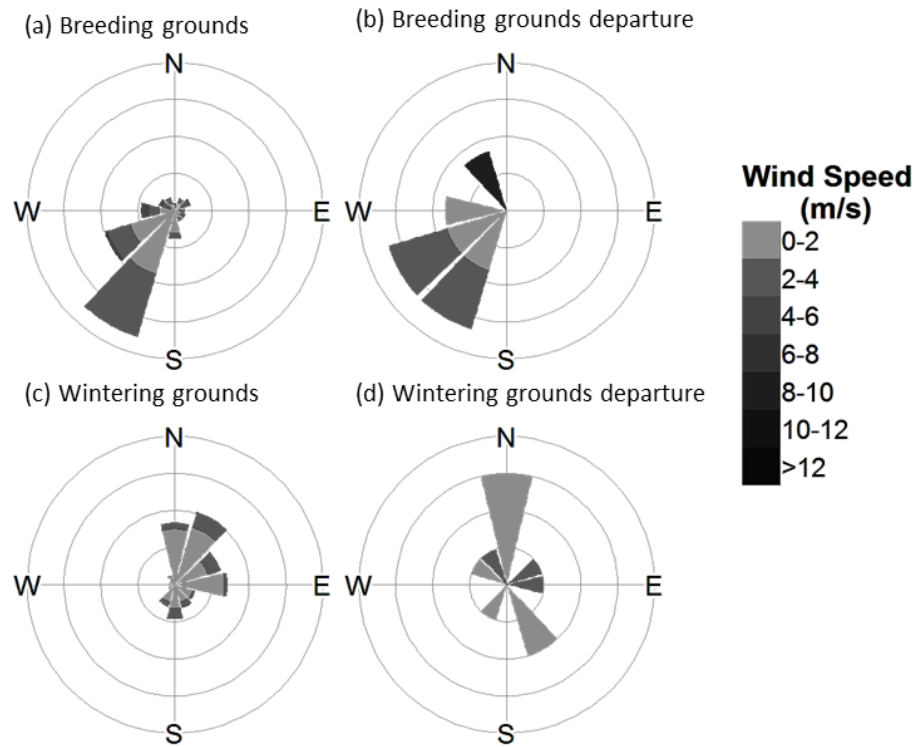 (a) Breeding grounds
N
W
E
S
(b) Breeding grounds departure
N
W
E
S
Wind Speed
(m/s)
0-2
2-4
4-6
6-8
8-10
10-12
>12
(c) Wintering grounds
N
W
E
S
(d) Wintering grounds departure
N
W
E
S